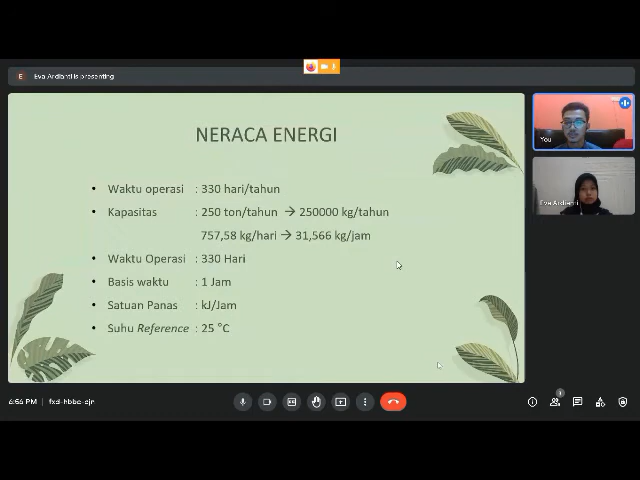 E Eva Ardianti is presenting
NERACA ENERGI
• Waktu operasi : 330 hari/tahun
• Kapasitas : 250 ton/tahun → 250000 kg/tahun
757,58 kg/hari → 31,566 kg/jam
• Waktu Operasi : 330 Hari
• Basis waktu : 1 Jam
• Satuan Panas : kJ/Jam
• Suhu Reference : 25 °C
You
Eva Ardianti
6:56 PM